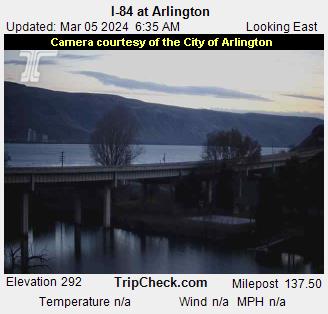 I-84 at Arlington
Updated: Mar 05 2024 6:35 AM Looking East
Camera courtesy of the City of Arlington
Elevation 292 TripCheck.com Milepost 137.50
Temperature n/a Wind n/a MPH n/a